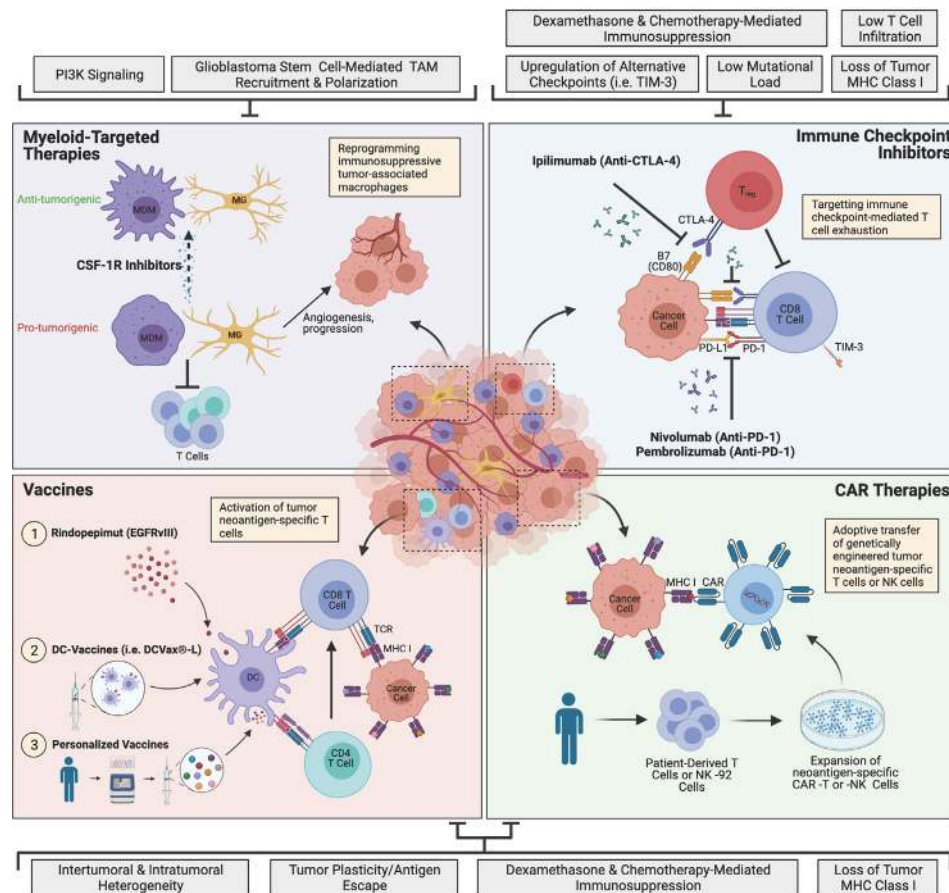 Dexamethasone & Chemotherapy-Mediated
Immunosuppression
Low T Cell
Infiltration
PI3K Signaling
Glioblastoma Stem Cell-Mediated TAM
Recruitment & Polarization
Upregulation of Alternative
Checkpoints (i.e. TIM-3)
Low Mutational
Load
Loss of Tumor
MHC Class I
Myeloid-Targeted
Therapies
Reprogramming
immunosuppressive
tumor-associated
macrophages
Anti-tumorigenic
MDM
MG
CSF-1R Inhibitors
Pro-tumorigenic
MDM
MG
Angiogenesis,
progression
T Cells
Immune Checkpoint
Inhibitors
Ipilimumab (Anti-CTLA-4)
TREG
CTLA-4
Targetting immune
checkpoint-mediated T
cell exhaustion
B7
(CD80)
Cancer
Cell
CD8
T Cell
PD-L1
PD-1
TIM-3
Nivolumab (Anti-PD-1)
Pembrolizumab (Anti-PD-1)
Vaccines
Activation of tumor
neoantigen-specific T
cells
1 Rindopepimut (EGFRvIII)
CD8 T
Cell
TCR
2 DC-Vaccines (i.e. DCVax®-L)
DC
MHC I
Cancer
Cell
3 Personalized Vaccines
CD4
T Cell
CAR Therapies
Adoptive transfer
of genetically
engineered tumor
neoantigen-specific
T cells or NK cells
MHC I
CAR
Cancer
Cell
Patient-Derived T
Cells or NK -92
Cells
Expansion of
neoantigen-specific
CAR -T or -NK Cells
Intertumoral & Intratumoral
Heterogeneity
Tumor Plasticity/Antigen
Escape
Dexamethasone & Chemotherapy-Mediated
Immunosuppression
Loss of Tumor
MHC Class I